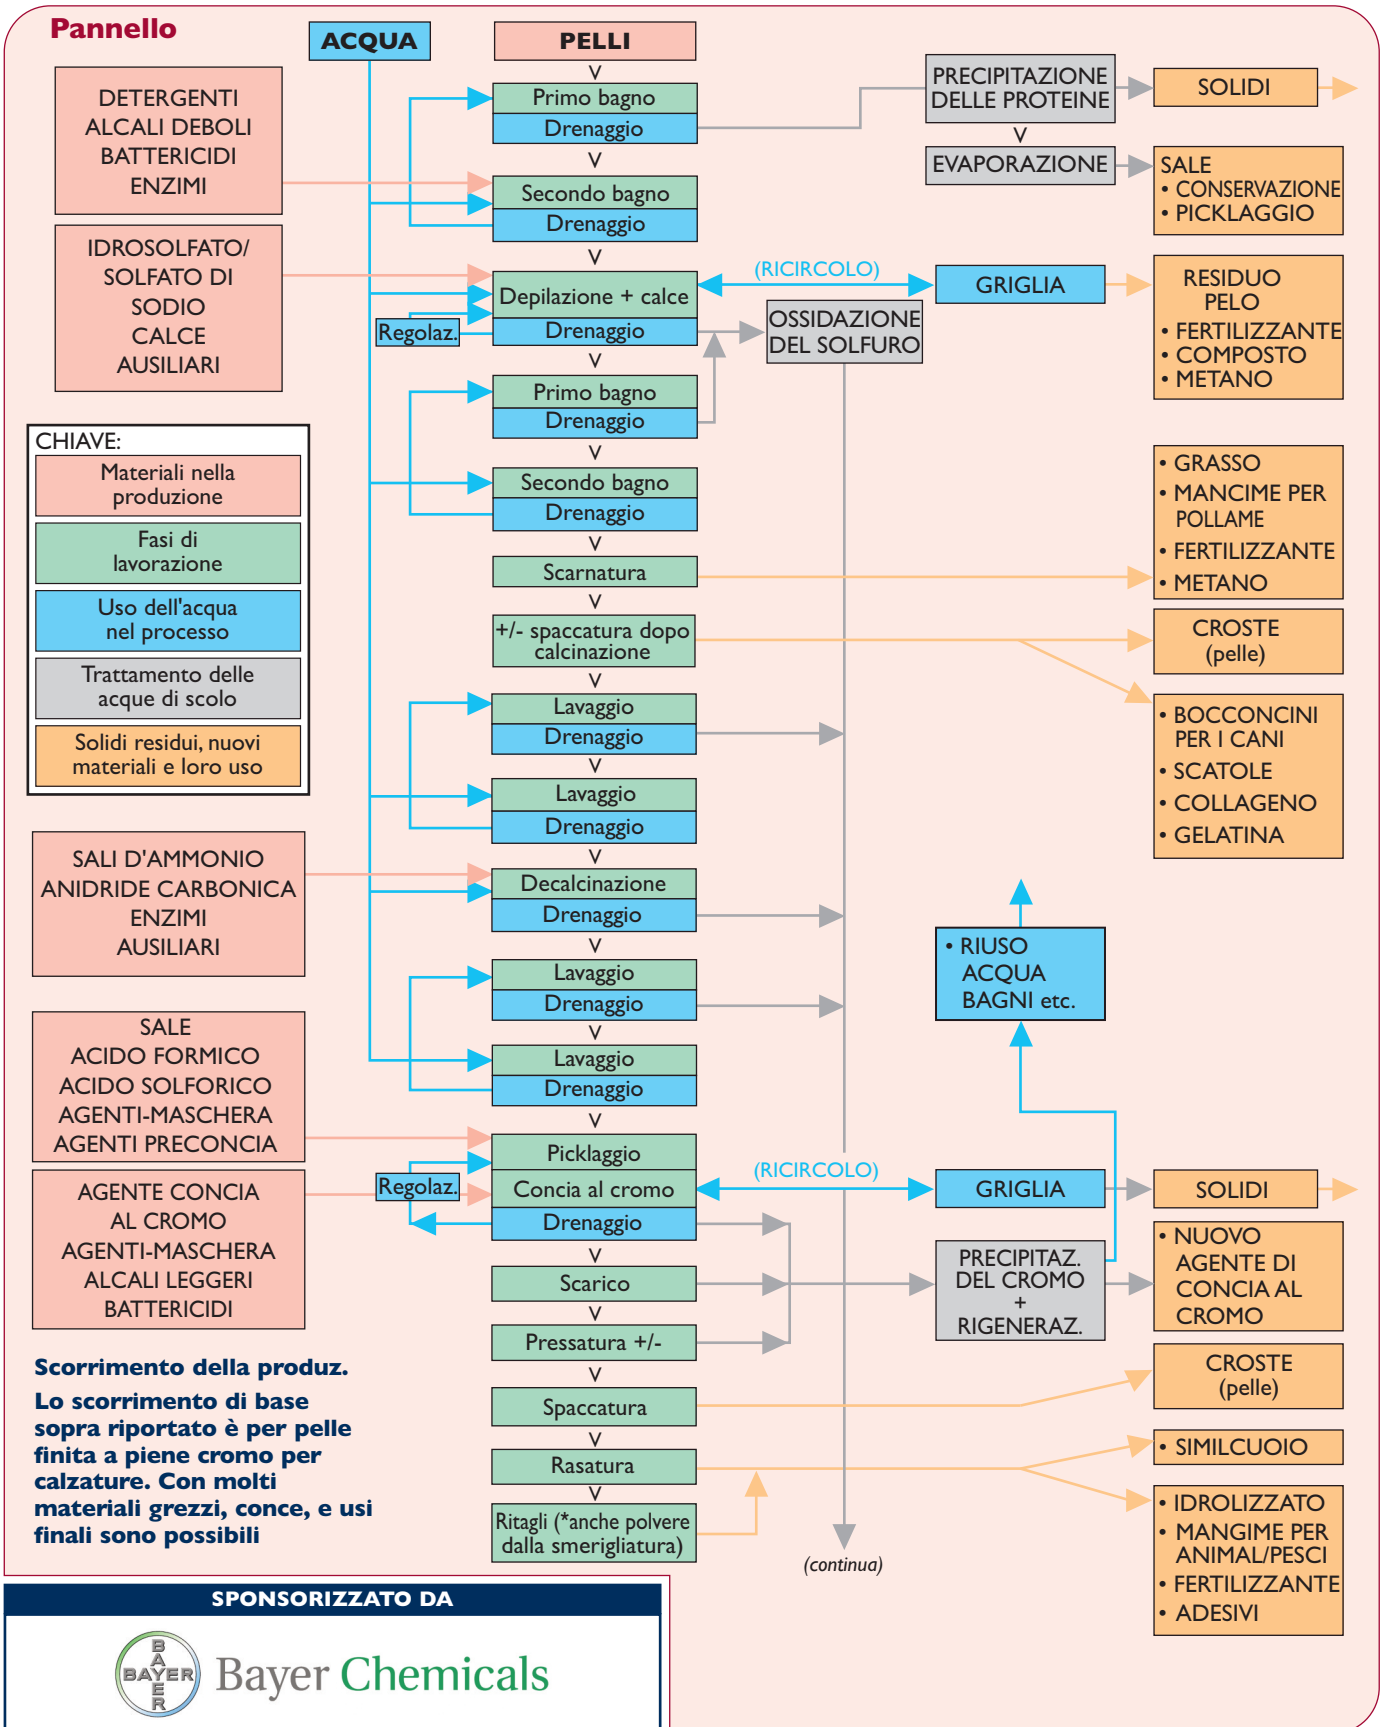 Pannello
ACQUA
PELLI
DETERGENTI
ALCALI DEBOLI
BATTERICIDI
ENZIMI
IDROSOLFATO/
SOLFATO DI
SODIO
CALCE
AUSILIARI
CHIAVE:
Materiali nella
produzione
Fasi di
lavorazione
Uso dell'acqua
nel processo
Trattamento delle
acque di scolo
Solidi residui, nuovi
materiali e loro uso
SALI D'AMMONIO
ANIDRIDE CARBONICA
ENZIMI
AUSILIARI
SALE
ACIDO FORMICO
ACIDO SOLFORICO
AGENTI-MASCHERA
AGENTI PRECONCIA
AGENTE CONCIA
AL CROMO
AGENTI-MASCHERA
ALCALI LEGGERI
BATTERICIDI
Primo bagno
Drenaggio
Secondo bagno
Drenaggio
Depilazione + calce
Regolaz.
Drenaggio
Primo bagno
Drenaggio
Secondo bagno
Drenaggio
Scarnatura
+/- spaccatura dopo
calcinazione
Lavaggio
Drenaggio
Lavaggio
Drenaggio
Decalcinazione
Drenaggio
Lavaggio
Drenaggio
Lavaggio
Drenaggio
Picklaggio
Regolaz.
Concia al cromo
Drenaggio
Scarico
Pressatura +/-
Spaccatura
Rasatura
Ritagli (*anche polvere
dalla smerigliatura)
PRECIPITAZIONE
DELLE PROTEINE
SOLIDI
EVAPORAZIONE
SALE
• CONSERVAZIONE
• PICKLAGGIO
(RICIRCOLO)
GRIGLIA
RESIDUO
PELO
• FERTILIZZANTE
• COMPOSTO
• METANO
OSSIDAZIONE
DEL SOLFURO
• GRASSO
• MANCIME PER
POLLAME
• FERTILIZZANTE
• METANO
CROSTE
(pelle)
• BOCCONCINI
PER I CANI
• SCATOLE
• COLLAGENO
• GELATINA
• RIUSO
ACQUA
BAGNI etc.
(RICIRCOLO)
GRIGLIA
SOLIDI
PRECIPITAZ.
DEL CROMO
+
RIGENERAZ.
• NUOVO
AGENTE DI
CONCIA AL
CROMO
CROSTE
(pelle)
• SIMILCUOIO
• IDROLIZZATO
• MANGIME PER
ANIMAL/PESCI
• FERTILIZZANTE
• ADESIVI
(continua)
Scorrimento della produz.
Lo scorrimento di base
sopra riportato è per pelle
finita a piene cromo per
calzature. Con molti
materiali grezzi, conce, e usi
finali sono possibili
SPONSORIZZATO DA
BAYER
BAYER
Bayer Chemicals